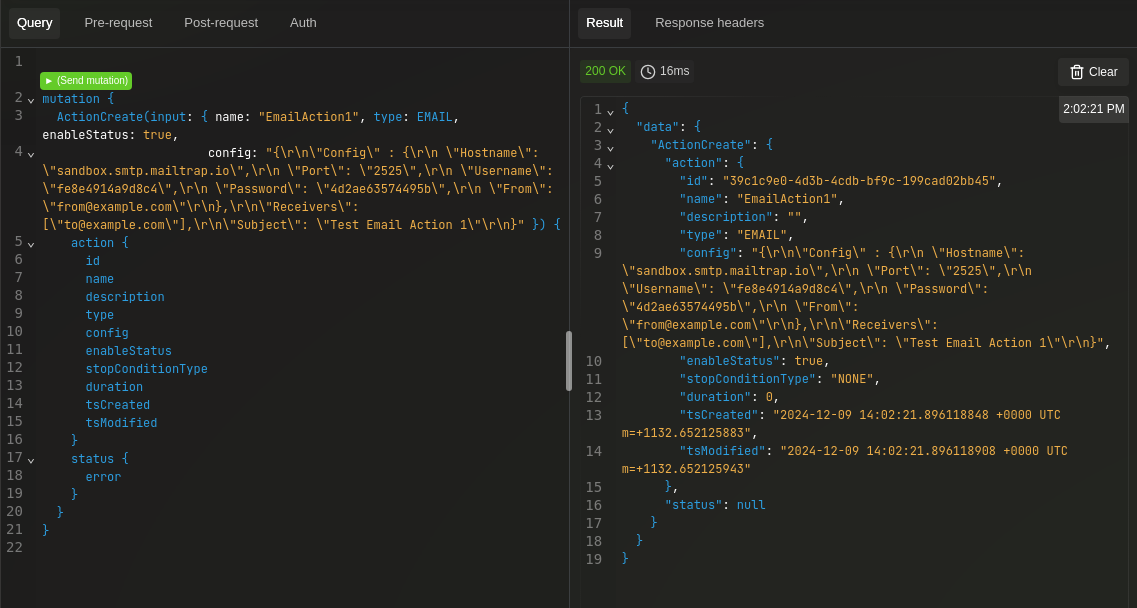 Query Pre-request Post-request Auth
1
► (Send mutation)
2 mutation {
3 ActionCreate(input: { name: "EmailAction1", type: EMAIL,
enableStatus: true,
4 config: "{\r\n\"Config\" : {\r\n \"Hostname\":
\"sandbox.smtp.mailtrap.io\",\r\n \"Port\": \"2525\",\r\n \"Username\":
\"fe8e4914a9d8c4\",\r\n \"Password\": \"4d2ae63574495b\",\r\n \"From\":
\"from@example.com\"\r\n},\r\n\"Receivers\":
[\"to@example.com\"],\r\n\"Subject\": \"Test Email Action 1\"\r\n}" }) {
5 action {
6 id
7 name
8 description
9 type
10 config
11 enableStatus
12 stopConditionType
13 duration
14 tsCreated
15 tsModified
16 }
17 status {
18 error
19 }
20 }
21 }
22
Result Response headers
200 OK 16ms Clear
2:02:21 PM
1 {
2 "data": {
3 "ActionCreate": {
4 "action": {
5 "id": "39c1c9e0-4d3b-4cdb-bf9c-199cad02bb45",
6 "name": "EmailAction1",
7 "description": "",
8 "type": "EMAIL",
9 "config": "{\r\n\"Config\" : {\r\n \"Hostname\":
\"sandbox.smtp.mailtrap.io\",\r\n \"Port\": \"2525\",\r\n
\"Username\": \"fe8e4914a9d8c4\",\r\n \"Password\":
\"4d2ae63574495b\",\r\n \"From\":
\"from@example.com\"\r\n},\r\n\"Receivers\":
[\"to@example.com\"],\r\n\"Subject\": \"Test Email Action 1\"\r\n}",
10 "enableStatus": true,
11 "stopConditionType": "NONE",
12 "duration": 0,
13 "tsCreated": "2024-12-09 14:02:21.896118848 +0000 UTC
m=+1132.652125883",
14 "tsModified": "2024-12-09 14:02:21.896118908 +0000 UTC
m=+1132.652125943"
15 },
16 "status": null
17 }
18 }
19 }